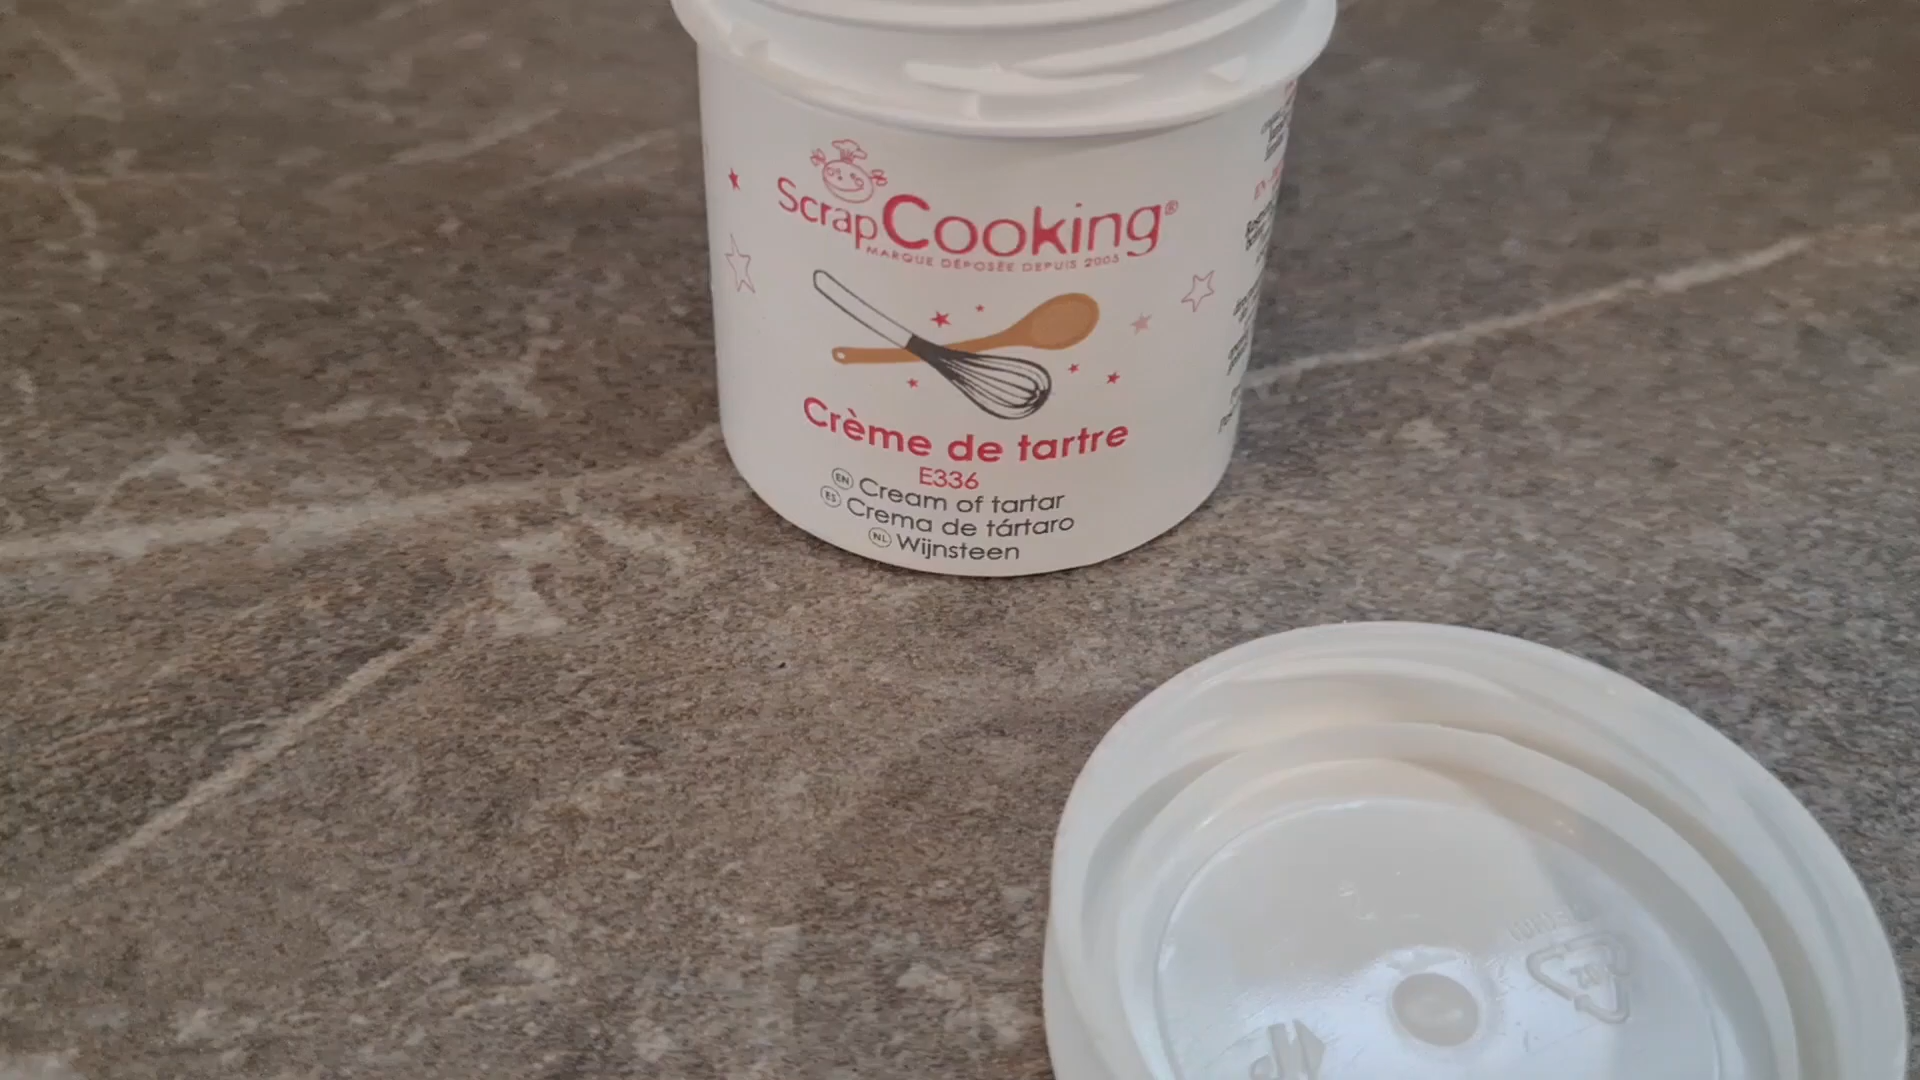 ScrapCooking®
MARQUE DÉPOSÉE DEPUIS 2005
Crème de tartre
E336
EN Cream of tartar
ES Crema de tártaro
NL Wijnsteen